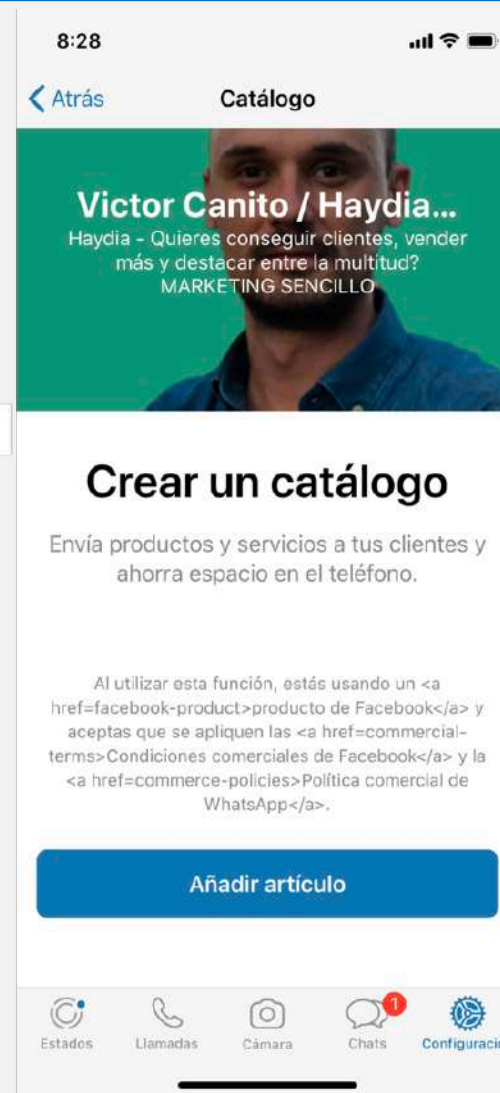 8:28
Atrás
Catálogo
Victor Canito / Haydia...
Haydia - Quieres conseguir clientes, vender
más y destacar entre la multitud?
MARKETING SENCILLO
Crear un catálogo
Envía productos y servicios a tus clientes y
ahorra espacio en el teléfono.
Al utilizar esta función, estás usando un <a
href=facebook-product>producto de Facebook</a> y
aceptas que se apliquen las <a href=commercial-
terms>Condiciones comerciales de Facebook</a> y la
<a href=commerce-policies>Política comercial de
WhatsApp</a>.
Añadir artículo
1
Estados
Llamadas
Cámara
Chats
Configuració